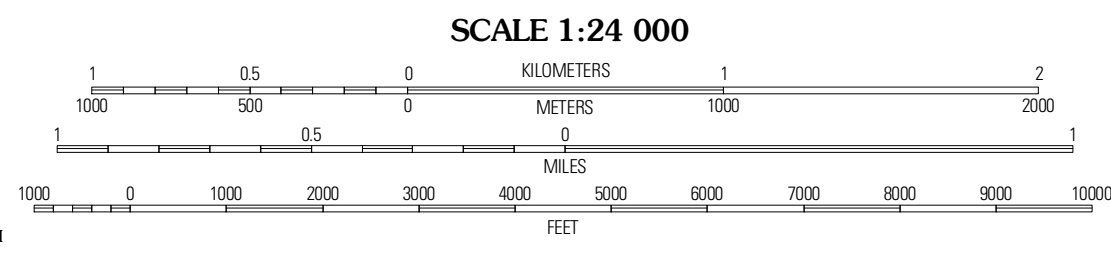 SCALE 1:24 000
1 0.5 0 KILOMETERS 1 2
1000 500 0 METERS 1000 2000
1 0.5 0 1
MILES
1000 0 1000 2000 3000 4000 5000 6000 7000 8000 9000 10000
FEET